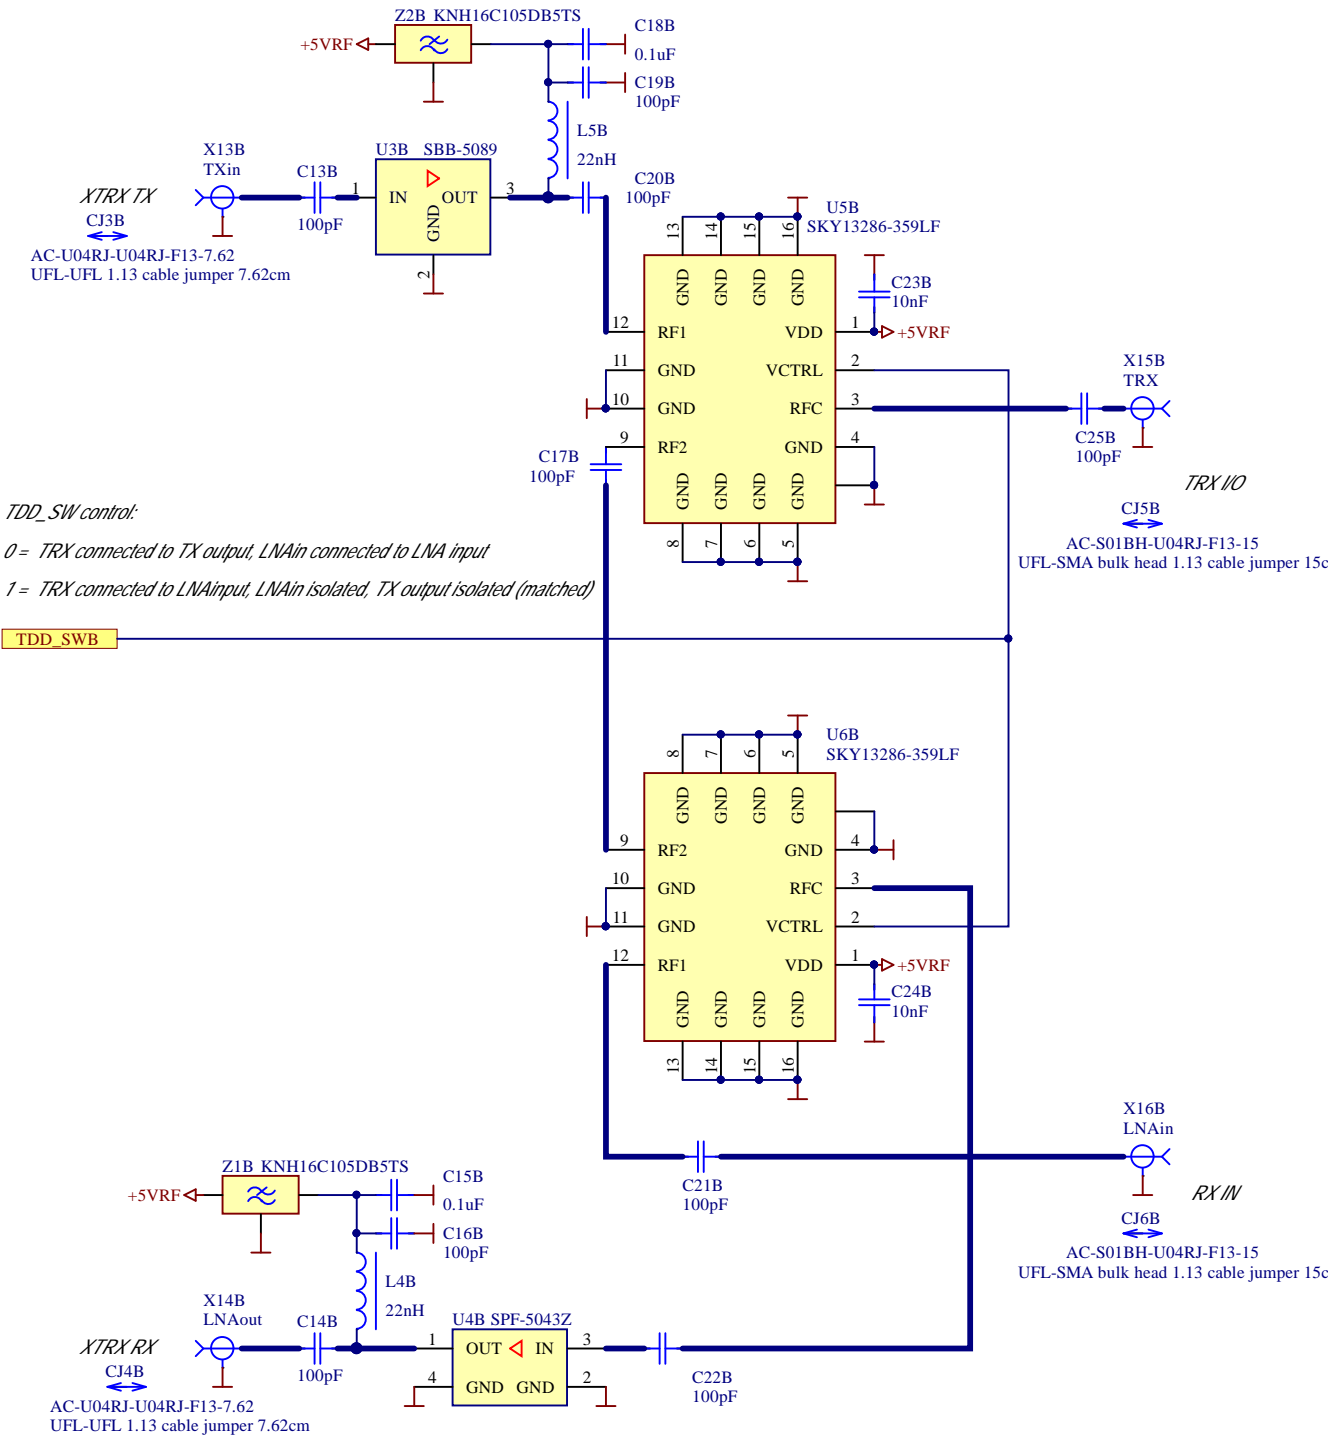 Z2B KNH16C105DB5TS
+5VRF
C18B
0.1uF
C19B
100pF
L5B
22nH
X13B
TXin
C13B
100pF
U3B SBB-5089
1
IN
OUT
3
GND
2
C20B
100pF
XTRX TX
CJ3B
AC-U04RJ-U04RJ-F13-7.62
UFL-UFL 1.13 cable jumper 7.62cm
U5B
SKY13286-359LF
13
14
15
16
GND
GND
GND
GND
C23B
10nF
12
RF1
VDD
1
+5VRF
11
GND
VCTRL
2
10
GND
RFC
3
9
RF2
GND
4
GND
GND
GND
GND
8
7
6
5
X15B
TRX
C25B
100pF
C17B
100pF
TRX I/O
CJ5B
AC-S01BH-U04RJ-F13-15
UFL-SMA bulk head 1.13 cable jumper 15c
TDD_SW control:
0 = TRX connected to TX output, LNAin connected to LNA input
1 = TRX connected to LNAinput, LNAin isolated, TX output isolated (matched)
TDD_SWB
U6B
SKY13286-359LF
8
7
6
5
GND
GND
GND
GND
9
RF2
GND
4
10
GND
RFC
3
11
GND
VCTRL
2
12
RF1
VDD
1
+5VRF
C24B
10nF
GND
GND
GND
GND
13
14
15
16
X16B
LNAin
C21B
100pF
RX IN
CJ6B
AC-S01BH-U04RJ-F13-15
UFL-SMA bulk head 1.13 cable jumper 15c
Z1B KNH16C105DB5TS
+5VRF
C15B
0.1uF
C16B
100pF
L4B
22nH
X14B
LNAout
C14B
100pF
U4B SPF-5043Z
1
OUT
IN
3
4
GND
GND
2
C22B
100pF
XTRX RX
CJ4B
AC-U04RJ-U04RJ-F13-7.62
UFL-UFL 1.13 cable jumper 7.62cm